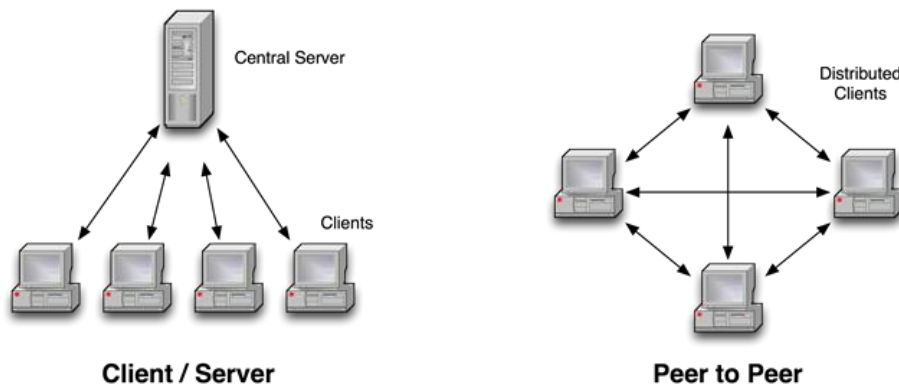 Central Server
Clients
Client / Server
Distributed
Clients
Peer to Peer